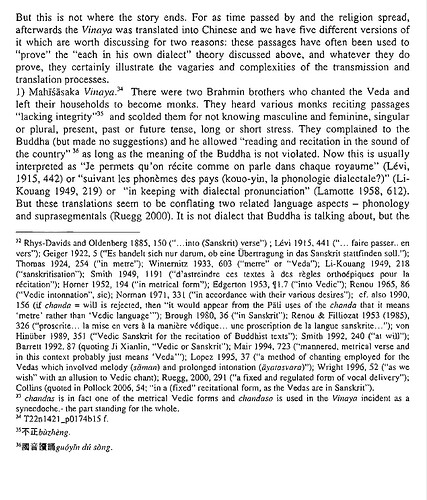 But this is not where the story ends. For as time passed by and the religion spread,
afterwards the Vinaya was translated into Chinese and we have five different versions of
it which are worth discussing for two reasons: these passages have often been used to
"prove" the "each in his own dialect" theory discussed above, and whatever they do
prove, they certainly illustrate the vagaries and complexities of the transmission and
translation processes.
1) Mahīśāsaka Vinaya.34 There were two Brahmin brothers who chanted the Veda and
left their households to become monks. They heard various monks reciting passages
"lacking integrity"35 and scolded them for not knowing masculine and feminine, singular
or plural, present, past or future tense, long or short stress. They complained to the
Buddha (but made no suggestions) and he allowed "reading and recitation in the sound of
the country" 36 as long as the meaning of the Buddha is not violated. Now this is usually
interpreted as "Je permets qu'on récite comme on parle dans chaque royaume" (Lévi,
1915, 442) or "suivant les phonèmes des pays (kouo-yin, la phonologie dialectale?)" (Li-
Kouang 1949, 219) or "in keeping with dialectal pronunciation" (Lamotte 1958, 612).
But these translations seem to be conflating two related language aspects – phonology
and suprasegmentals (Ruegg 2000). It is not dialect that Buddha is talking about, but the
32 Rhys-Davids and Oldenberg 1885, 150 ("...into (Sanskrit) verse") ; Lévi 1915, 441 ("... faire passer.. en
vers"); Geiger 1922, 5 ("Es handelt sich nur darum, ob eine Übertragung in das Sanskrit stattfinden soll.");
Thomas 1924, 254 ("in metre"); Winternitz 1933, 603 ("metre" or "Veda"); Li-Kouang 1949, 218
("sanskritisation"); Smith 1949, 1191 ("d'astreindre ces textes à des règles orthoépiques pour la
récitation"); Horner 1952, 194 ("in metrical form"); Edgerton 1953, ¶1.7 ("into Vedic"); Renou 1965, 86
("Vedic intonation", sic); Norman 1971, 331 ("in accordance with their various desires"); cf. also 1990,
156 (if chanda = will is rejected, then "it would appear from the Pāli uses of the chanda that it means
'metre' rather than 'Vedic language'"); Brough 1980, 36 ("in Sanskrit"); Renou & Filliozat 1953 (1985),
326 ("proscrite... la mise en vers à la manière védique... une proscription de la langue sanskrite..."); von
Hinüber 1989, 351 ("Vedic Sanskrit for the recitation of Buddhist texts"); Smith 1992, 240 ("at will");
Barrett 1992, 87 (quoting Ji Xianlin, "Vedic or Sanskrit"); Mair 1994, 723 ("mannered, metrical verse and
in this context probably just means 'Veda'"); Lopez 1995, 37 ("a method of chanting employed for the
Vedas which involved melody (sāman) and prolonged intonation (āyatasvara)"); Wright 1996, 52 ("as we
wish" with an allusion to Vedic chant); Ruegg, 2000, 291 ("a fixed and regulated form of vocal delivery");
Collins (quoted in Pollock 2006, 54; "in a (fixed) recitational form, as the Vedas are in Sanskrit").
33 chandas is in fact one of the metrical Vedic forms and chandaso is used in the Vinaya incident as a
synecdoche.- the part standing for the whole.
34 T22n1421_p0174b15 f.
35不正bùzhèng.
36國音讀誦guóyīn dú sòng.